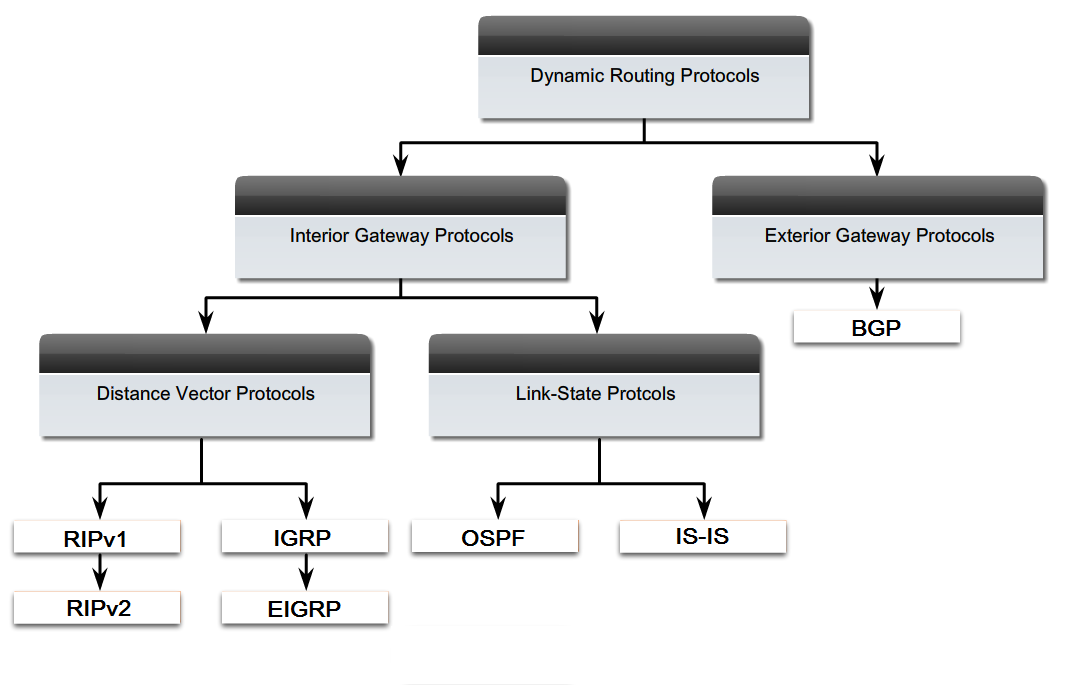 Dynamic Routing Protocols
Interior Gateway Protocols
Exterior Gateway Protocols
BGP
Distance Vector Protocols
Link-State Protcols
RIPv1
IGRP
OSPF
IS-IS
RIPv2
EIGRP